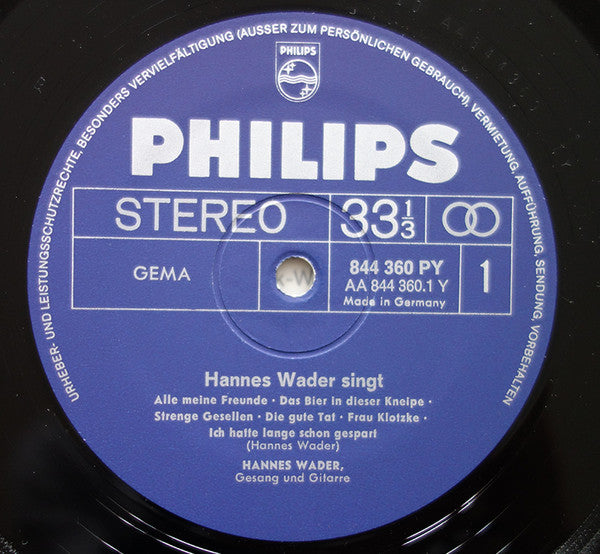 URHEBER- UND LEISTUNGSSCHUTZRECHTE, BESONDERS VERVIELFÄLTIGUNG (AUSSER ZUM PERSÖNLICHEN GEBRAUCH), VERMIETUNG, AUFFÜHRUNG, SENDUNG, VORBEHALTEN
PHILIPS
PHILIPS
STEREO 33 1/3
GEMA
844 360 PY
AA 844 360.1 Y
Made in Germany
1
Hannes Wader singt
Alle meine Freunde · Das Bier in dieser Kneipe ·
Strenge Gesellen · Die gute Tat · Frau Klotzke ·
Ich hatte lange schon gespart
(Hannes Wader)
HANNES WADER,
Gesang und Gitarre